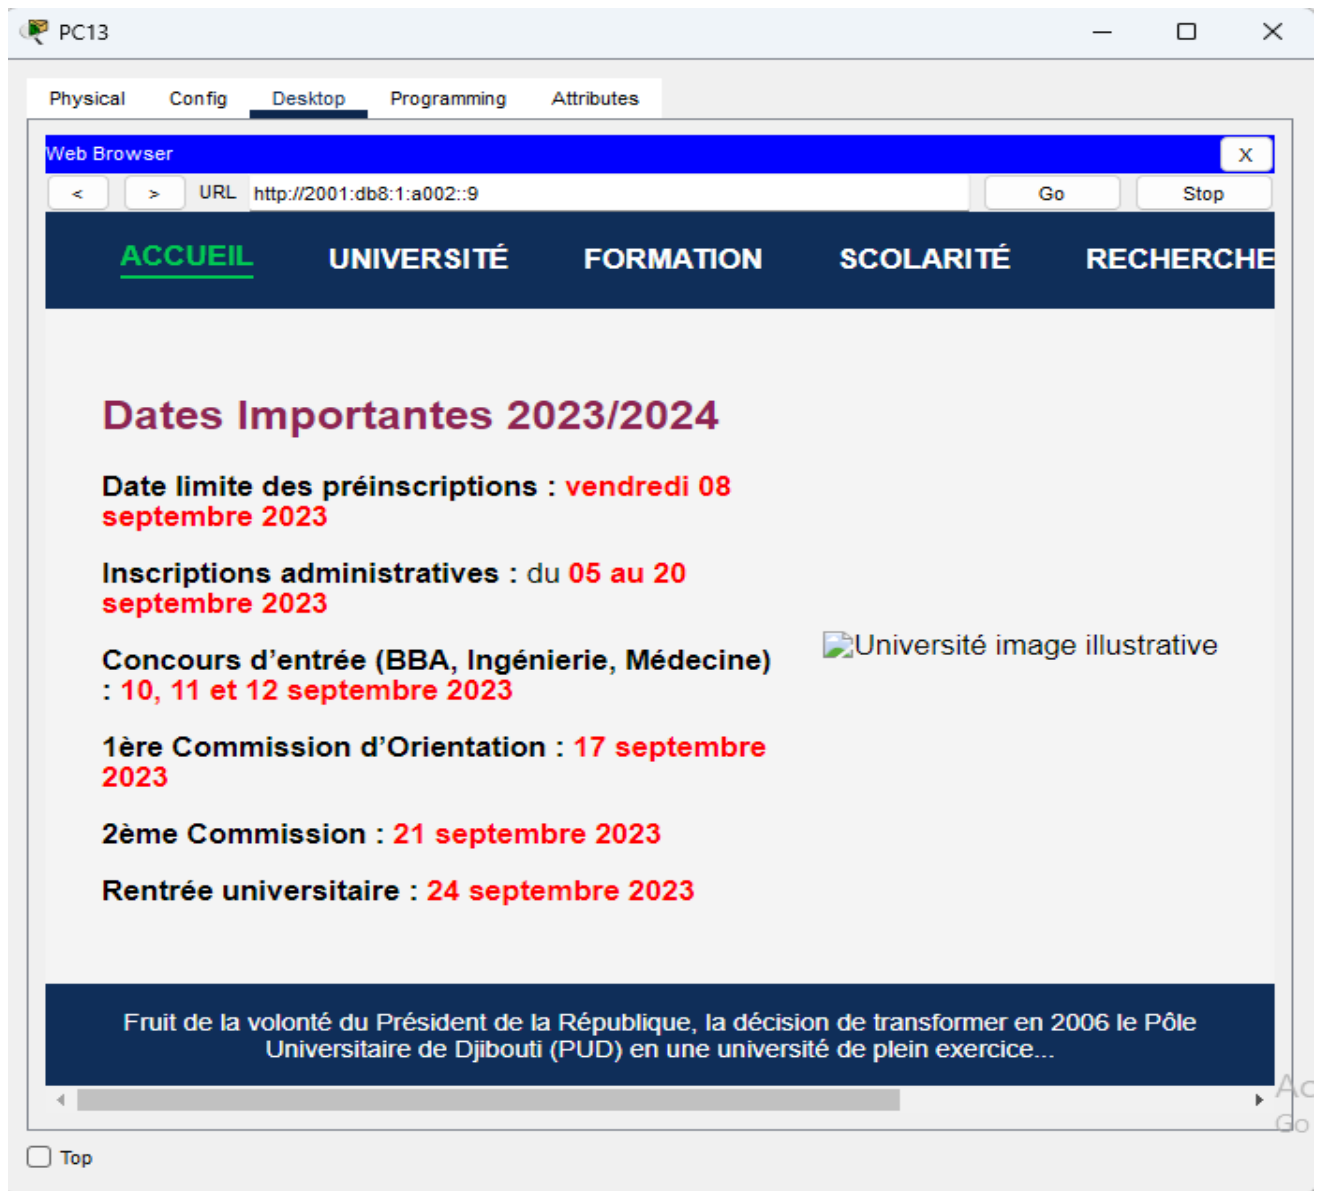 PC13
Physical Config Desktop Programming Attributes
Web Browser X
< > URL http://2001:db8:1:a002::9 Go Stop
ACCUEIL UNIVERSITÉ FORMATION SCOLARITÉ RECHERCHE
Dates Importantes 2023/2024
Date limite des préinscriptions : vendredi 08
septembre 2023
Inscriptions administratives : du 05 au 20
septembre 2023
Concours d’entrée (BBA, Ingénierie, Médecine)
: 10, 11 et 12 septembre 2023
Université image illustrative
1ère Commission d’Orientation : 17 septembre
2023
2ème Commission : 21 septembre 2023
Rentrée universitaire : 24 septembre 2023
Fruit de la volonté du Président de la République, la décision de transformer en 2006 le Pôle
Universitaire de Djibouti (PUD) en une université de plein exercice...
Top
Go